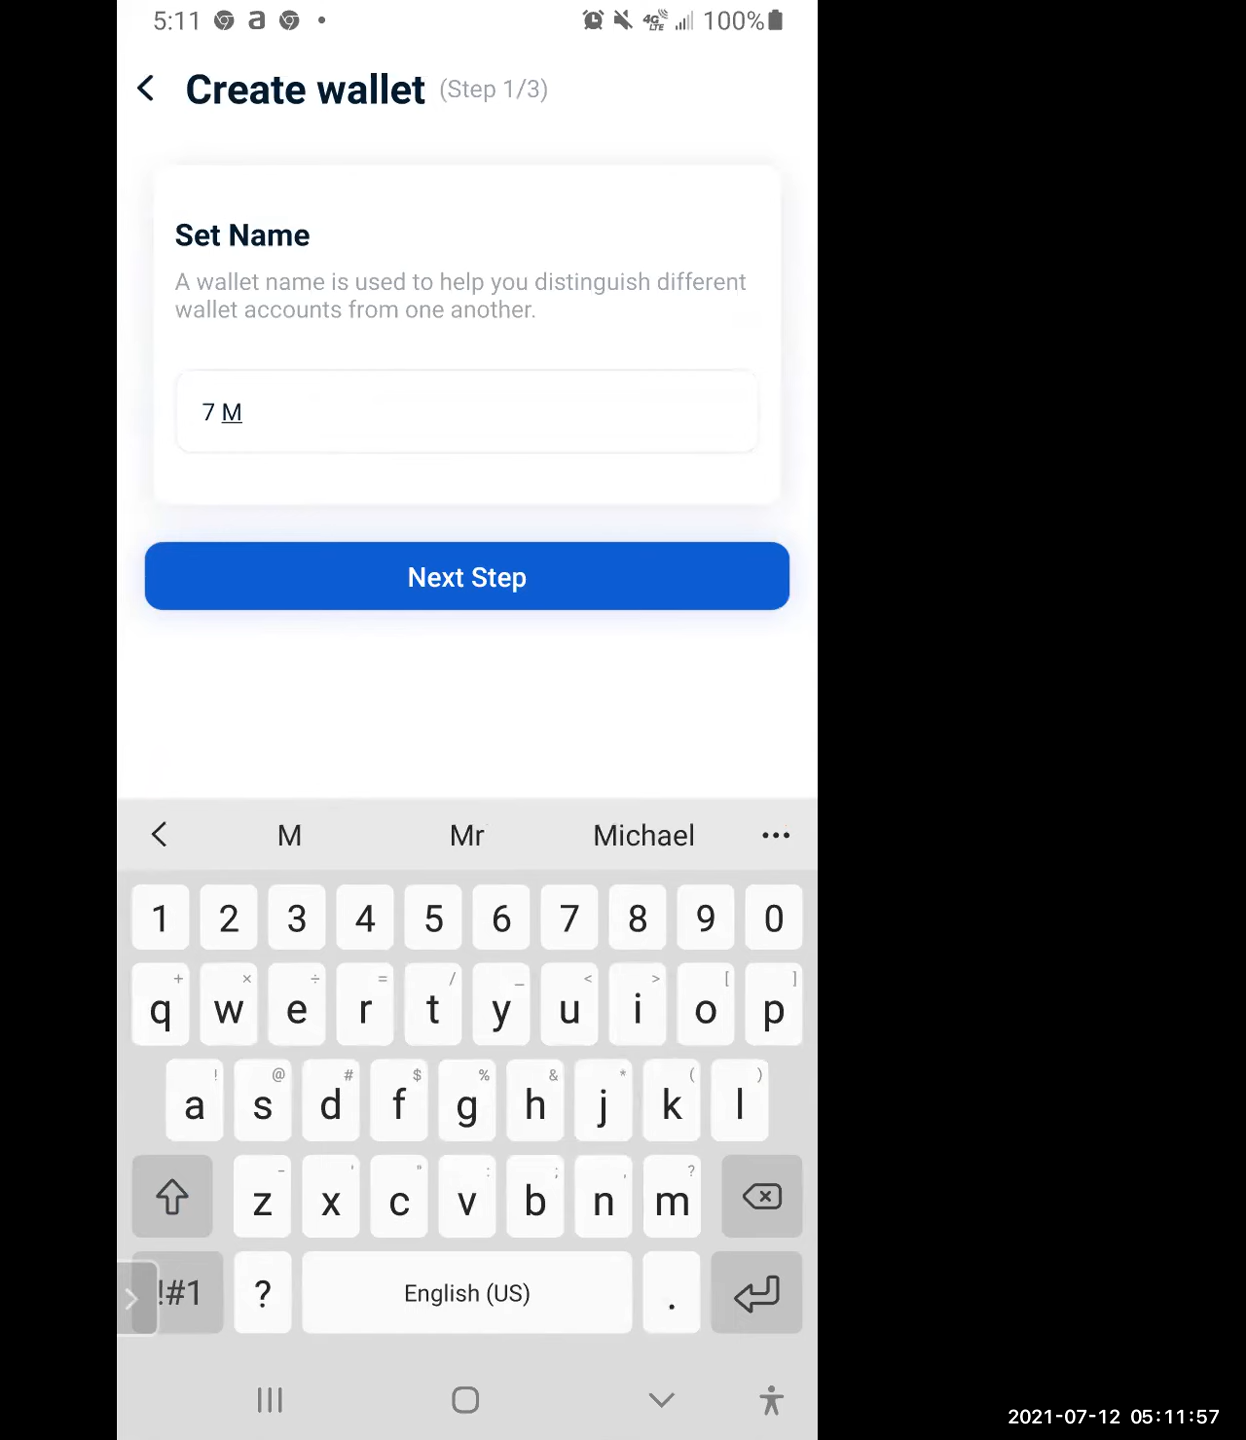 5:11 a 4G LTE 100%
Create wallet (Step 1/3)
Set Name
A wallet name is used to help you distinguish different
wallet accounts from one another.
7 M
Next Step
M Mr Michael
1 2 3 4 5 6 7 8 9 0
+ × ÷ = / _ < > [ ]
q w e r t y u i o p
! @ # $ % & * ( )
a s d f g h j k l
- ' " : ; , ?
z x c v b n m
!#1 ? English (US) .
2021-07-12 05:11:57